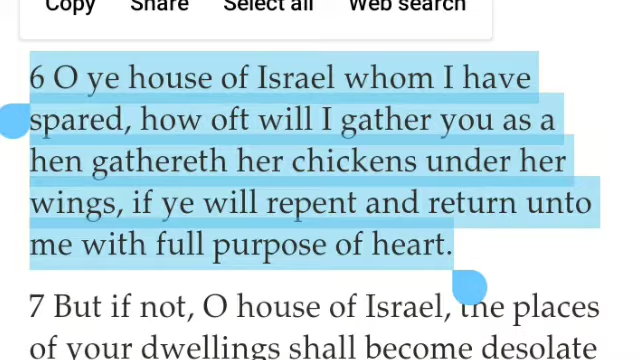 Copy Share Select all Web search
6 O ye house of Israel whom I have
spared, how oft will I gather you as a
hen gathereth her chickens under her
wings, if ye will repent and return unto
me with full purpose of heart.
7 But if not, O house of Israel, the places
of your dwellings shall become desolate